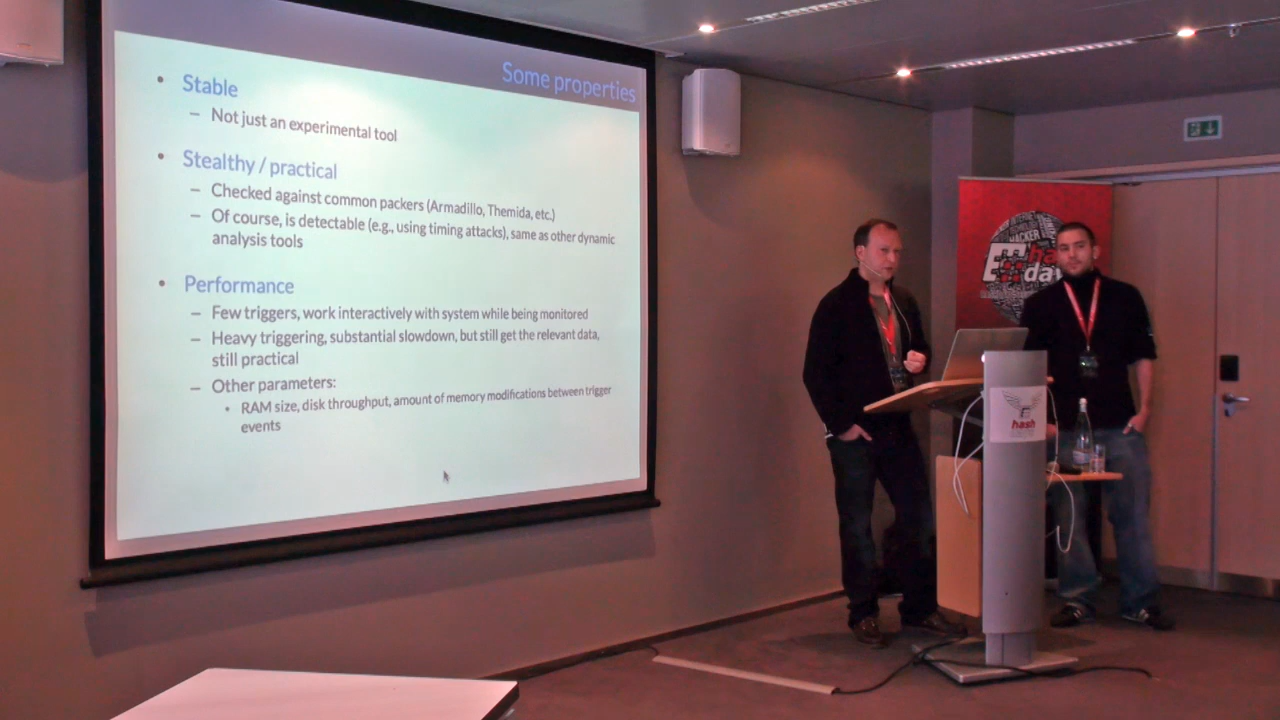 Some properties
• Stable
– Not just an experimental tool
• Stealthy / practical
– Checked against common packers (Armadillo, Themida, etc.)
– Of course, is detectable (e.g., using timing attacks), same as other dynamic
analysis tools
• Performance
– Few triggers, work interactively with system while being monitored
– Heavy triggering, substantial slowdown, but still get the relevant data,
still practical
– Other parameters:
• RAM size, disk throughput, amount of memory modifications between trigger
events
HACKER
hash